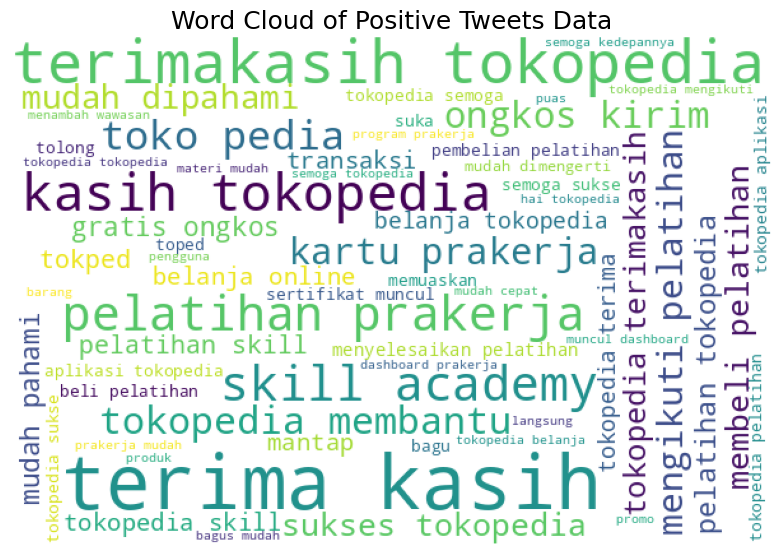 Word Cloud of Positive Tweets Data
terimakasih tokopedia
semoga kedepannya
mudah dipahami
tokopedia semoga
puas
tokopedia mengikuti
menambah wawasan
ongkos kirim
suka
toko pedia
program prakerja
tolong
transaksi
pembelian pelatihan
tokopedia tokopedia
materi mudah
mudah dimengerti
kasih tokopedia
semoga tokopedia
semoga sukses
hai tokopedia
gratis ongkos
belanja tokopedia
toped
kartu prakerja
tokped
pengguna
belanja online
memuaskan
barang
sertifikat muncul
mudah cepat
pelatihan prakerja
pelatihan skill
menyelesaikan pelatihan
muncul dashboard
aplikasi tokopedia
dashboard prakerja
beli pelatihan
skill academy
tokopedia membantu
langsung
prakerja mudah
mantap
bagu
tokopedia belanja
produk
terima kasih
promo
tokopedia skill
sukses tokopedia
bagus mudah
mudah pahami
tokopedia sukse
tokopedia terima
tokopedia terimakasih
mengikuti pelatihan
pelatihan tokopedia
membeli pelatihan
tokopedia aplikasi
tokopedia pelatihan